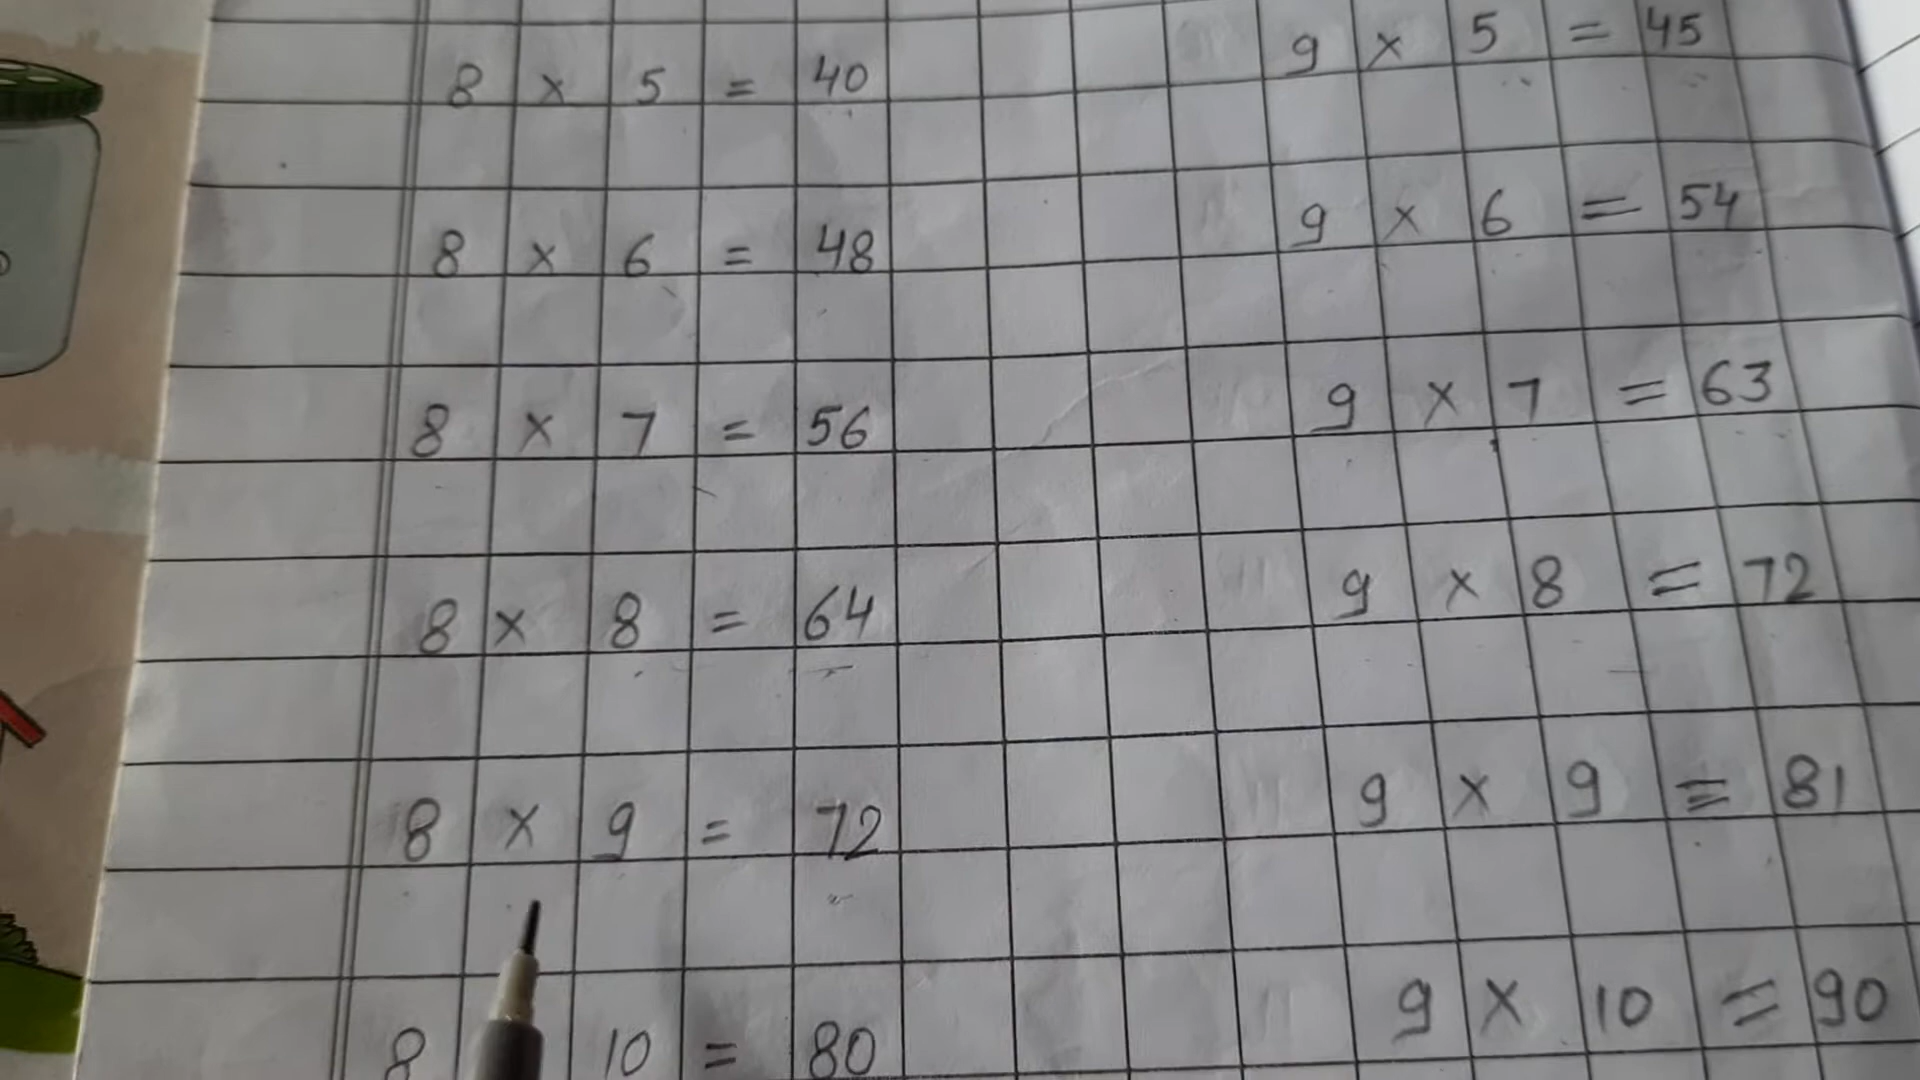 8 × 5 = 40
8 × 6 = 48
8 × 7 = 56
8 × 8 = 64
8 × 9 = 72
8 10 = 80
9 × 5 = 45
9 × 6 = 54
9 × 7 = 63
9 × 8 = 72
9 × 9 = 81
9 × 10 = 90